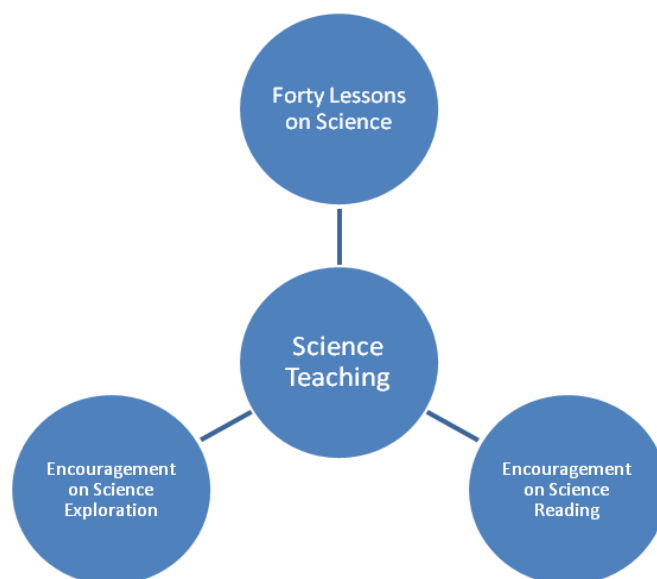 Forty Lessons
on Science
Science
Teaching
Encouragement
on Science
Exploration
Encouragement
on Science
Reading